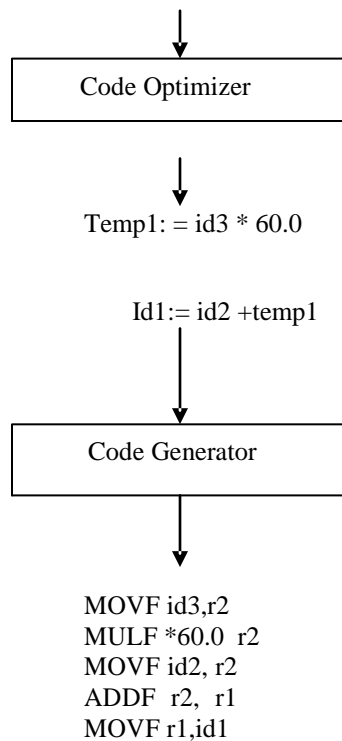 Code Optimizer
Temp1: = id3 * 60.0
Id1:= id2 +temp1
Code Generator
MOVF id3,r2
MULF *60.0 r2
MOVF id2, r2
ADDF r2, r1
MOVF r1,id1